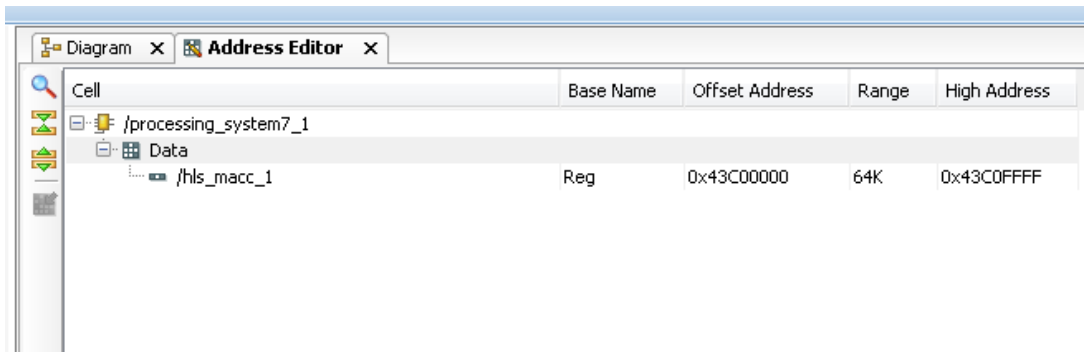 Diagram X Address Editor X
Cell Base Name Offset Address Range High Address
/processing_system7_1
Data
/hls_macc_1 Reg 0x43C00000 64K 0x43C0FFFF